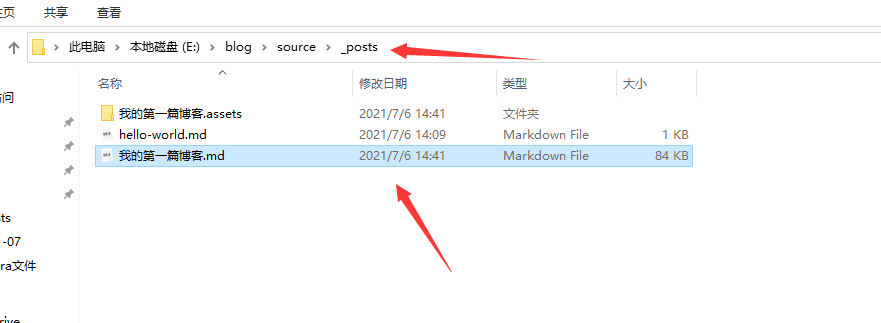 主页 共享 查看
此电脑 › 本地磁盘 (E:) › blog › source › _posts
名称 修改日期 类型 大小
访问
我的第一篇博客.assets 2021/7/6 14:41 文件夹
hello-world.md 2021/7/6 14:09 Markdown File 1 KB
我的第一篇博客.md 2021/7/6 14:41 Markdown File 84 KB
sts
-07
ra文件
rive